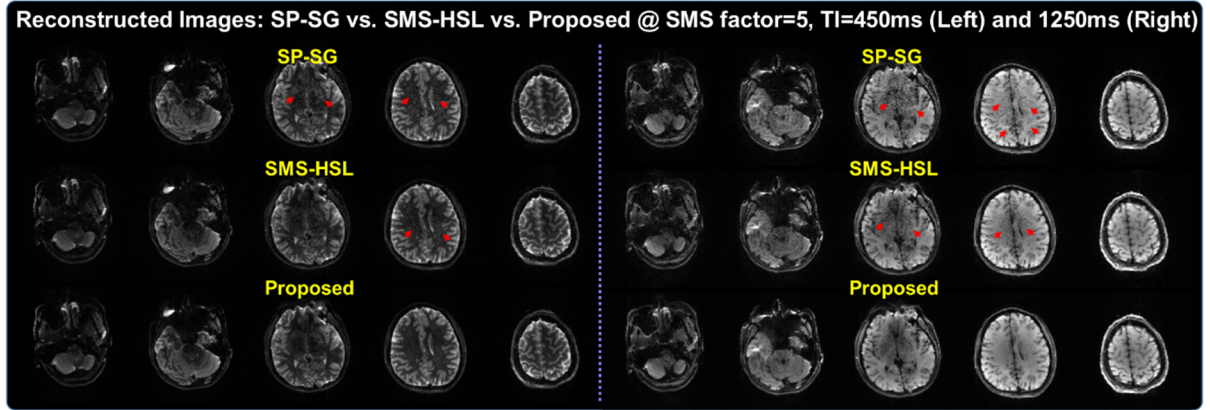 Reconstructed Images: SP-SG vs. SMS-HSL vs. Proposed @ SMS factor=5, TI=450ms (Left) and 1250ms (Right)
SP-SG
SP-SG
SMS-HSL
SMS-HSL
Proposed
Proposed